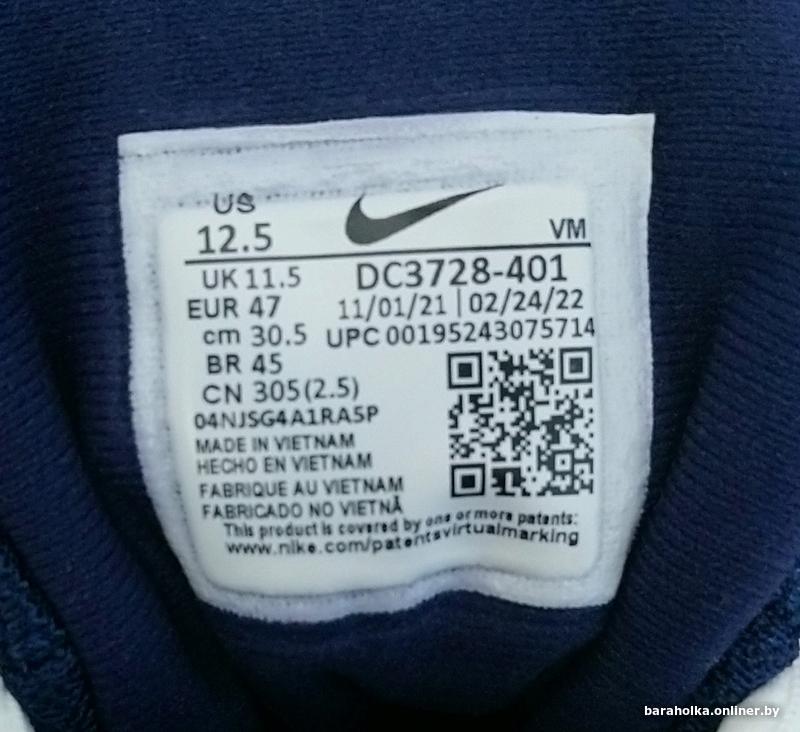 US
12.5
VM
UK 11.5
DC3728-401
EUR 47
11/01/21 | 02/24/22
cm 30.5
UPC 00195243075714
BR 45
CN 305(2.5)
04NJSG4A1RA5P
MADE IN VIETNAM
HECHO EN VIETNAM
FABRIQUE AU VIETNAM
FABRICADO NO VIETNÃ
This product is covered by one or more patents:
www.nike.com/patentsvirtualmarking
baraholka.onliner.by